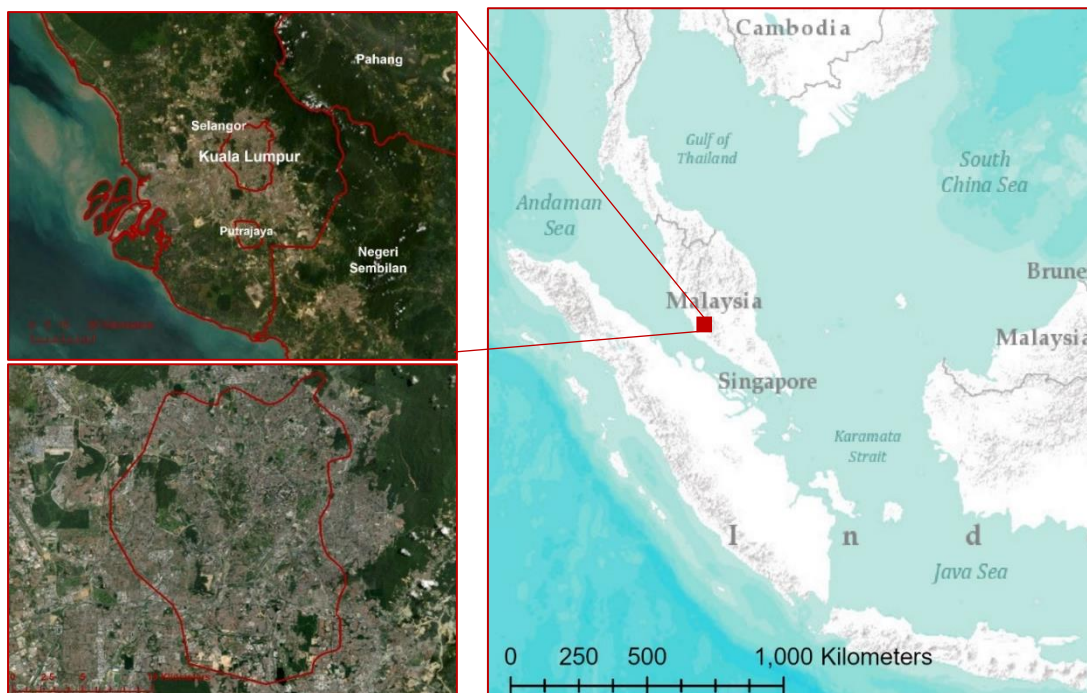 Pahang
Selangor
Kuala Lumpur
Putrajaya
Negeri
Sembilan
Cambodia
Gulf of
Thailand
South
China Sea
Andaman
Sea
Brune
Malaysia
Malaysia
Singapore
Karamata
Strait
I n d
Java Sea
0 250 500 1,000 Kilometers